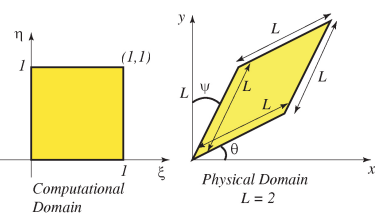 η
1
(1,1)
1
ξ
Computational
Domain
y
L
L
ψ
L
L
L
θ
x
Physical Domain
L = 2